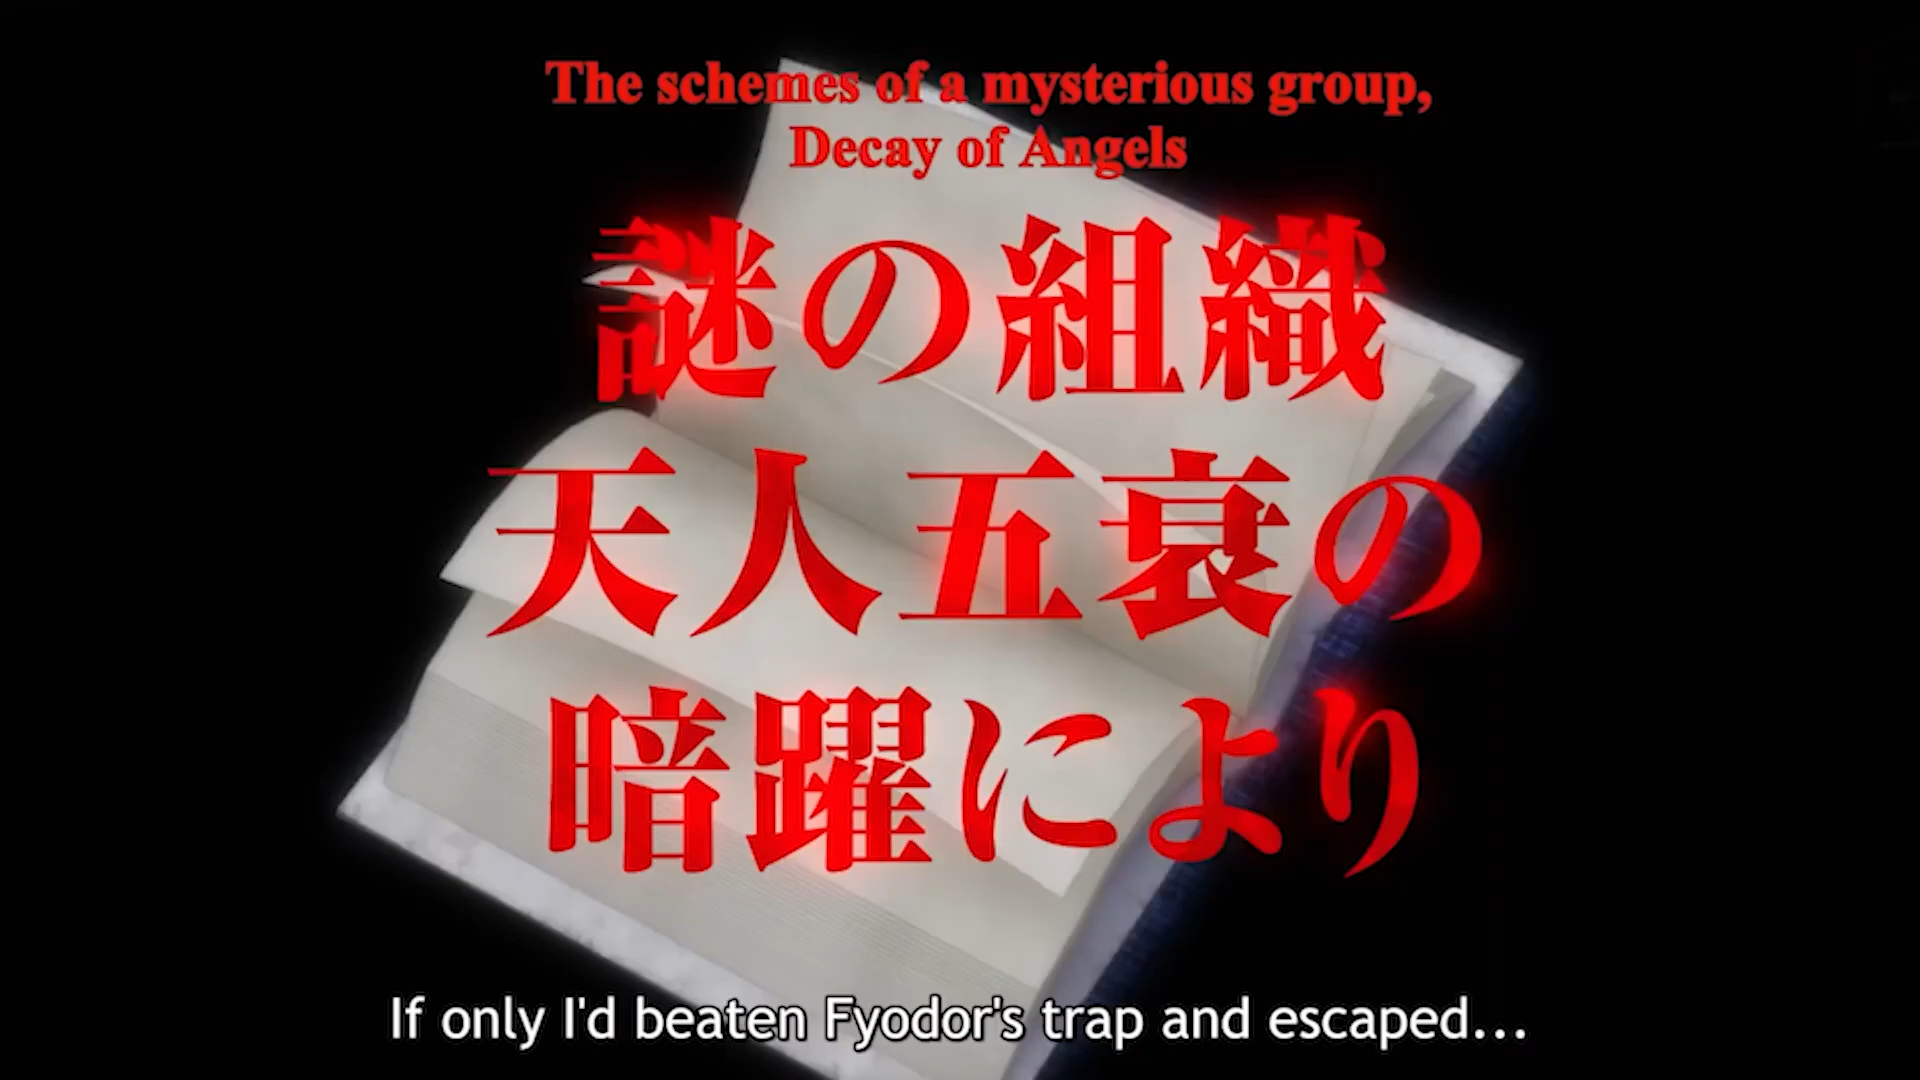 The schemes of a mysterious group,
Decay of Angels
謎の組織
天人五衰の
暗躍により
If only I'd beaten Fyodor's trap and escaped...